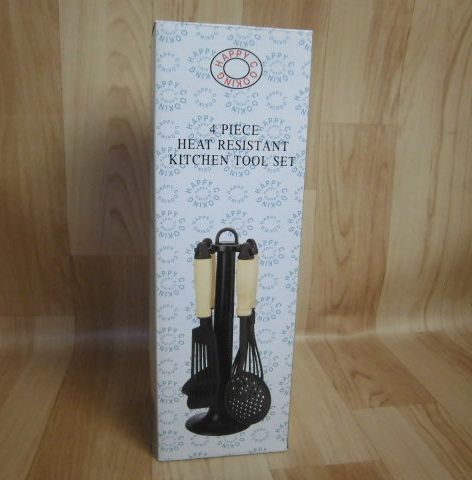 HAPPY COOKING
4 PIECE
HEAT RESISTANT
KITCHEN TOOL SET